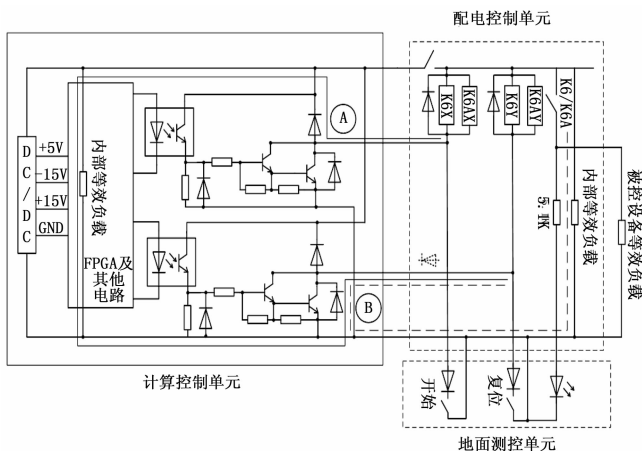 配电控制单元
DC/DC
+5V
-15V
+15V
GND
内部等效负载
FPGA及
其他
电路
A
B
K6X
K6AX
K6Y
K6AY
K6/K6A
5.1K
内部等效负载
被控设备等效负载
计算控制单元
开始
复位
地面测控单元